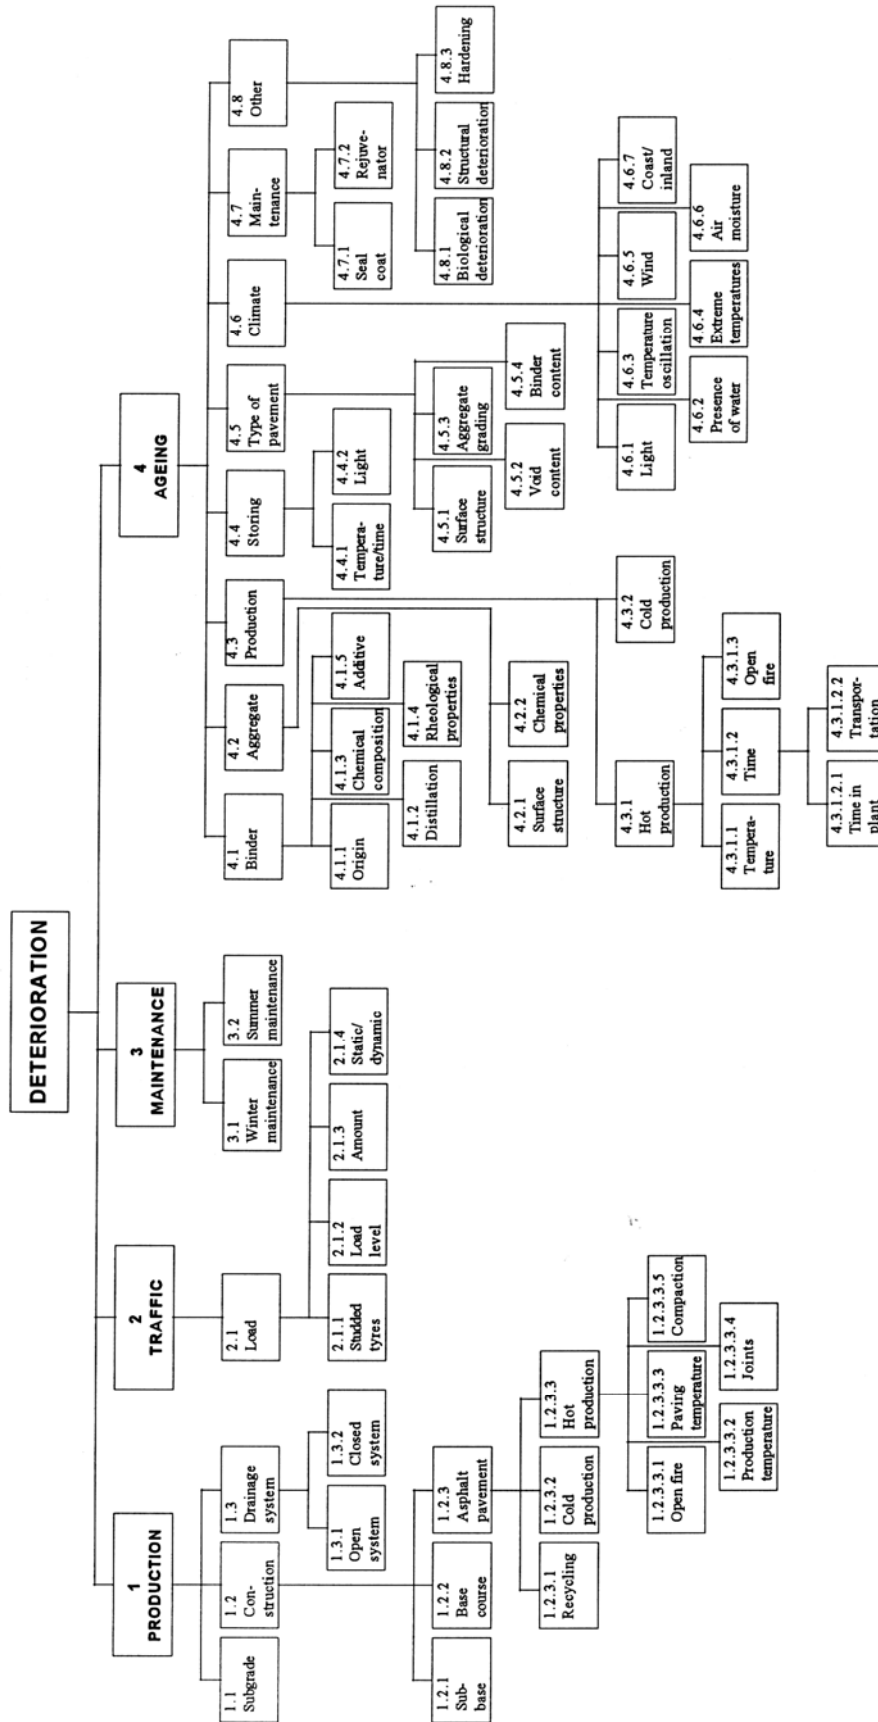 DETERIORATION
1
PRODUCTION
2
TRAFFIC
3
MAINTENANCE
4
AGEING
1.1
Subgrade
1.2
Con-
struction
1.3
Drainage
system
1.3.1
Open
system
1.3.2
Closed
system
1.2.1
Sub-
base
1.2.2
Base
course
1.2.3
Asphalt
pavement
1.2.3.1
Recycling
1.2.3.2
Cold
production
1.2.3.3
Hot
production
1.2.3.3.1
Open fire
1.2.3.3.2
Production
temperature
1.2.3.3.3
Paving
temperature
1.2.3.3.4
Joints
1.2.3.3.5
Compaction
2.1
Load
2.1.1
Studded
tyres
2.1.2
Load
level
2.1.3
Amount
2.1.4
Static/
dynamic
3.1
Winter
maintenance
3.2
Summer
maintenance
4.1
Binder
4.2
Aggregate
4.3
Production
4.4
Storing
4.5
Type of
pavement
4.6
Climate
4.7
Main-
tenance
4.8
Other
4.1.1
Origin
4.1.2
Distillation
4.1.3
Chemical
composition
4.1.4
Rheological
properties
4.1.5
Additive
4.2.1
Surface
structure
4.2.2
Chemical
properties
4.3.1
Hot
production
4.3.2
Cold
production
4.3.1.1
Tempera-
ture
4.3.1.2
Time
4.3.1.3
Open
fire
4.3.1.2.1
Time in
plant
4.3.1.2.2
Transpor-
tation
4.4.1
Tempera-
ture/time
4.4.2
Light
4.5.1
Surface
structure
4.5.2
Void
content
4.5.3
Aggregate
grading
4.5.4
Binder
content
4.6.1
Light
4.6.2
Presence
of water
4.6.3
Temperature
oscillation
4.6.4
Extreme
temperatures
4.6.5
Wind
4.6.6
Air
moisture
4.6.7
Coast/
inland
4.7.1
Seal
coat
4.7.2
Rejuve-
nator
4.8.1
Biological
deterioration
4.8.2
Structural
deterioration
4.8.3
Hardening